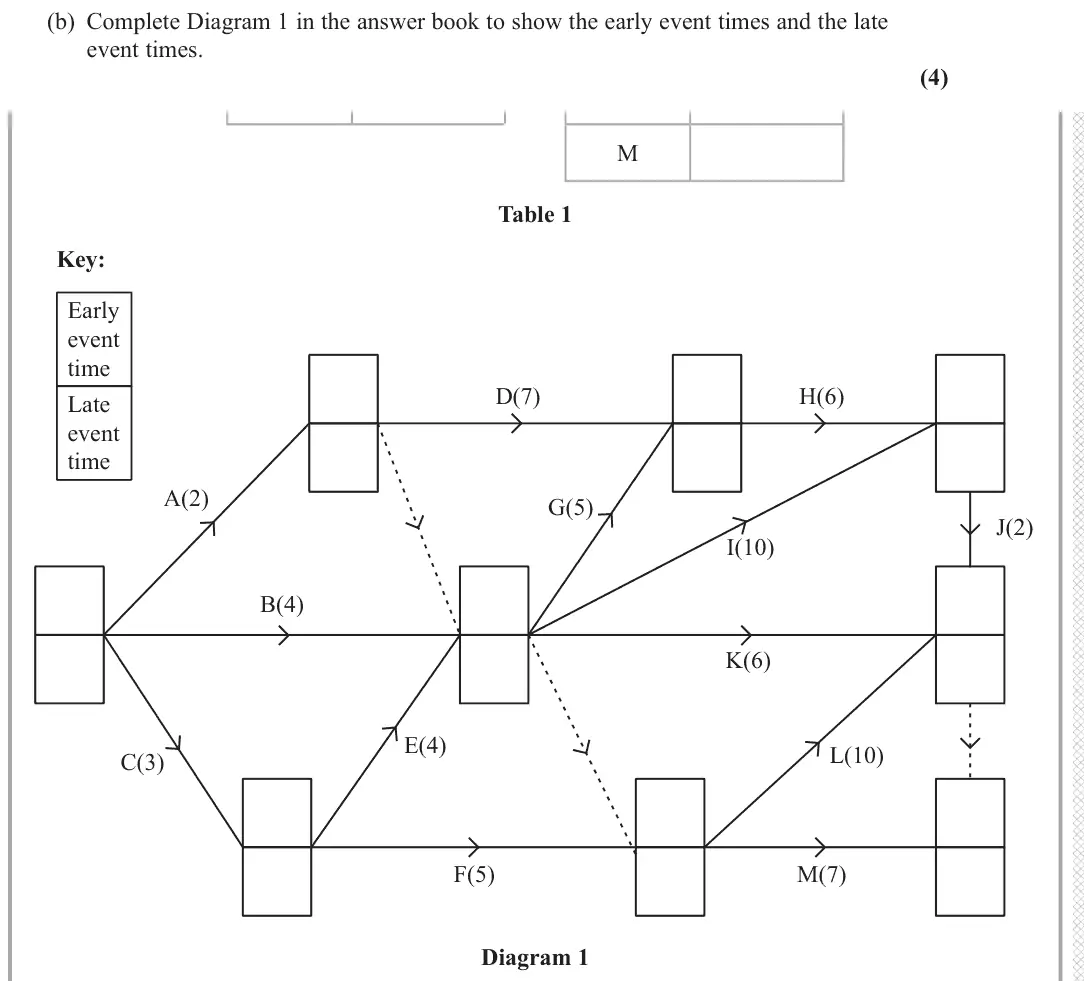 (b) Complete Diagram 1 in the answer book to show the early event times and the late
event times.
(4)
M
Table 1
Key:
Early
event
time
Late
event
time
D(7)
H(6)
A(2)
G(5)
I(10)
J(2)
B(4)
K(6)
E(4)
C(3)
L(10)
F(5)
M(7)
Diagram 1